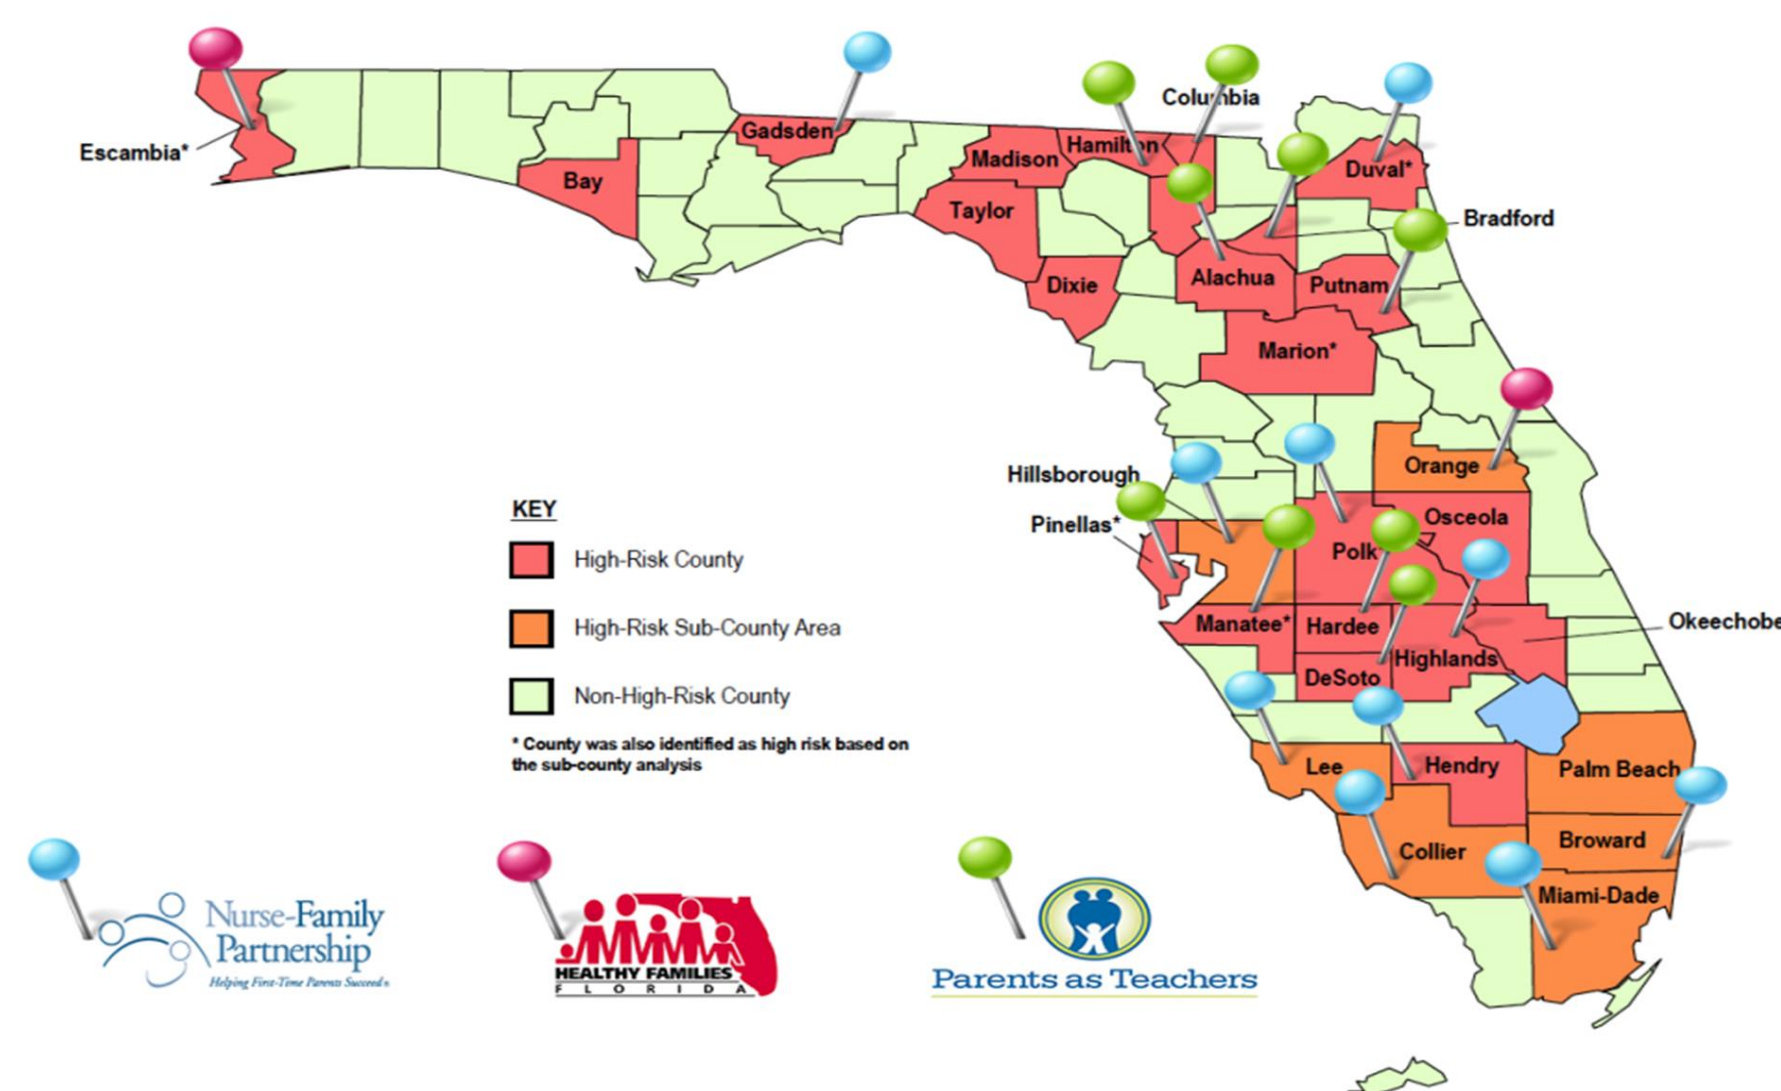 Columbia
Gadsden
Hamilton
Escambia*
Madison
Duval*
Bay
Taylor
Bradford
Alachua
Dixie
Putnam
Marion*
Orange
Hillsborough
Pinellas*
Osceola
Polk
KEY
High-Risk County
High-Risk Sub-County Area
Non-High-Risk County
* County was also identified as high risk based on
the sub-county analysis
Manatee*
Hardee
Okeechobe
Highlands
DeSoto
Lee
Hendry
Palm Beach
Collier
Broward
Miami-Dade
Nurse-Family
Partnership
Helping First-Time Parents Succeed®
HEALTHY FAMILIES
FLORIDA
Parents as Teachers